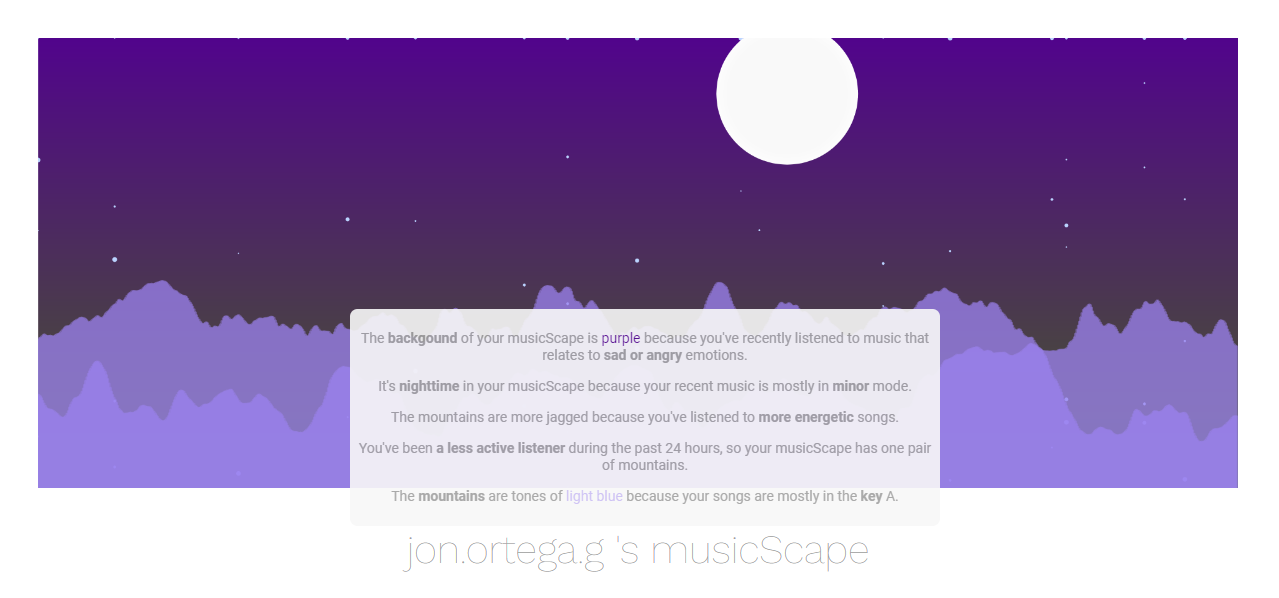 The backgound of your musicScape is purple because you've recently listened to music that
relates to sad or angry emotions.
It's nighttime in your musicScape because your recent music is mostly in minor mode.
The mountains are more jagged because you've listened to more energetic songs.
You've been a less active listener during the past 24 hours, so your musicScape has one pair
of mountains.
The mountains are tones of light blue because your songs are mostly in the key A.
jon.ortega.g 's musicScape